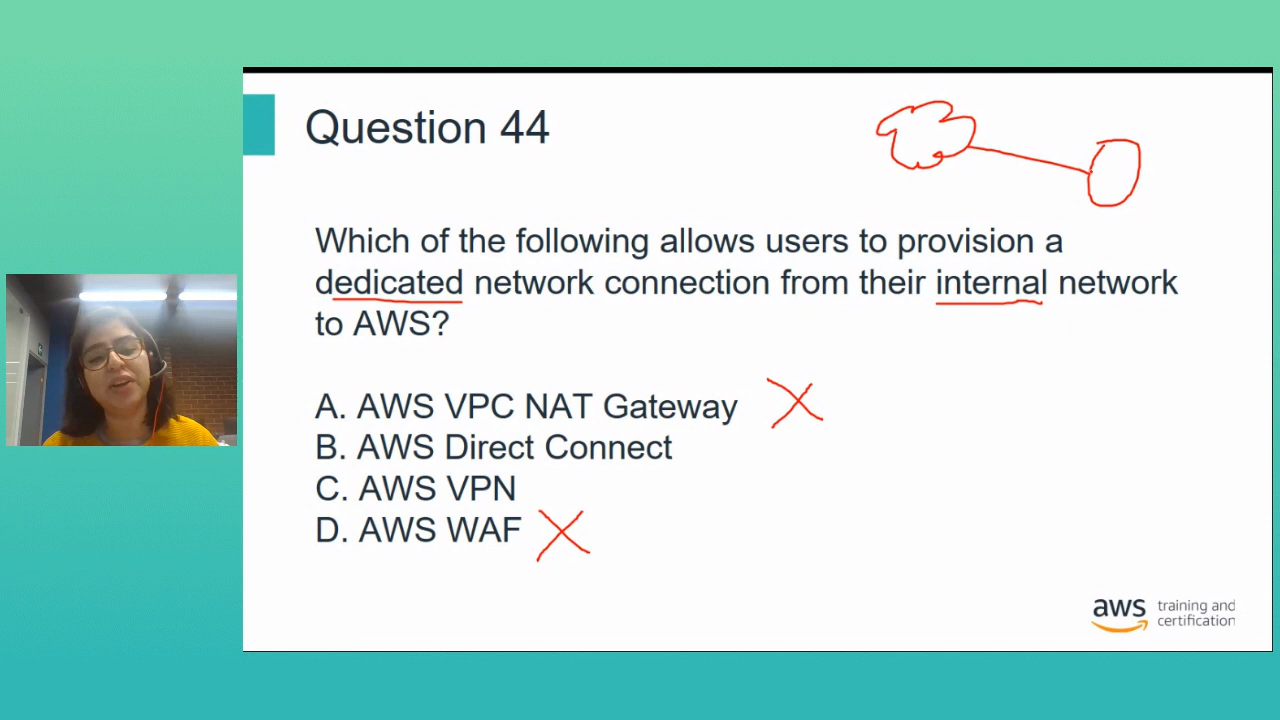 Question 44
Which of the following allows users to provision a
dedicated network connection from their internal network
to AWS?
A. AWS VPC NAT Gateway
B. AWS Direct Connect
C. AWS VPN
D. AWS WAF
aws training and
certification